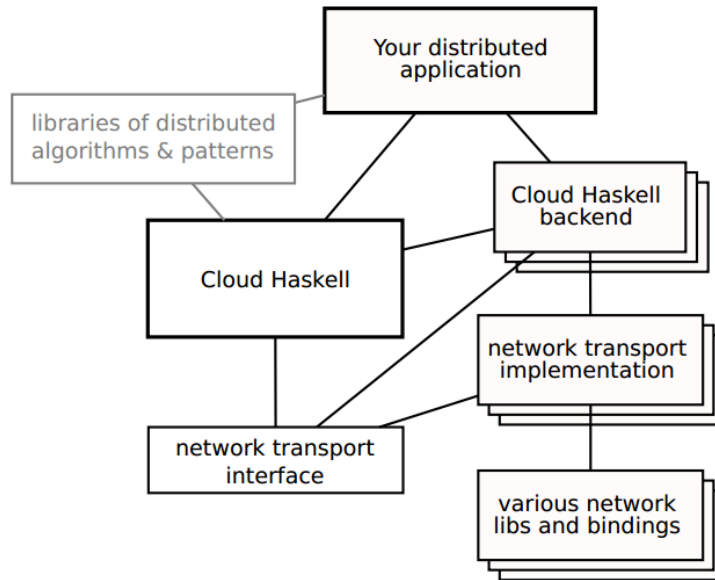 Your distributed
application
libraries of distributed
algorithms & patterns
Cloud Haskell
backend
Cloud Haskell
network transport
implementation
network transport
interface
various network
libs and bindings